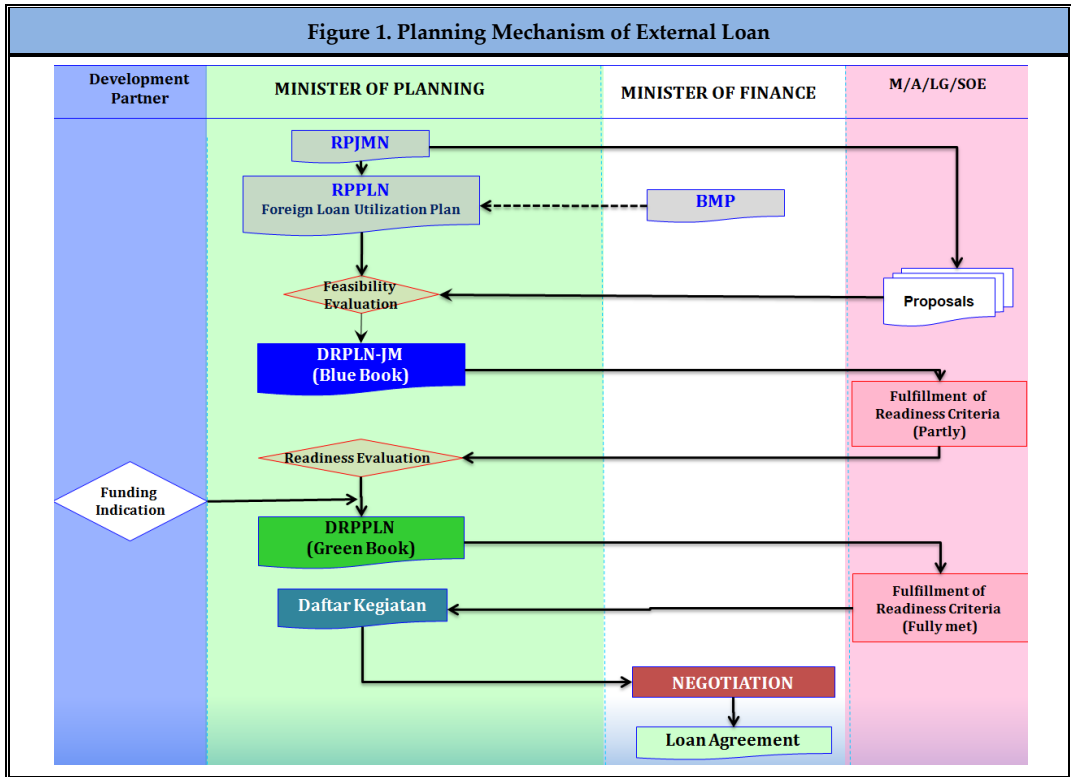 Figure 1. Planning Mechanism of External Loan
Development
Partner
MINISTER OF PLANNING
MINISTER OF FINANCE
M/A/LG/SOE
RPJMN
RPPLN
Foreign Loan Utilization Plan
BMP
Feasibility
Evaluation
Proposals
DRPLN-JM
(Blue Book)
Fulfillment of
Readiness Criteria
(Partly)
Readiness Evaluation
Funding
Indication
DRPPLN
(Green Book)
Fulfillment of
Readiness Criteria
(Fully met)
Daftar Kegiatan
NEGOTIATION
Loan Agreement